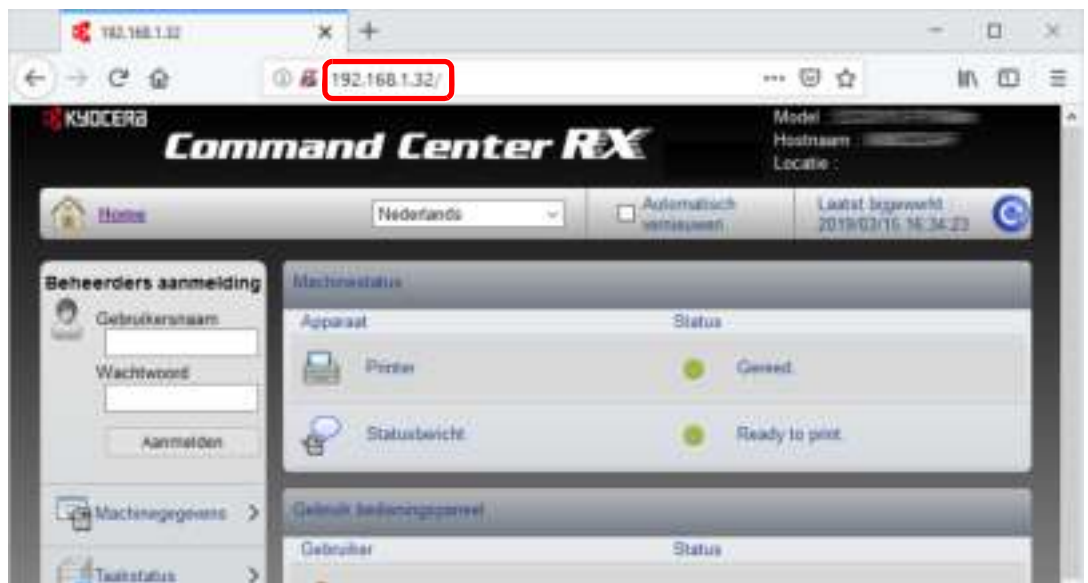 192.168.1.32
192.168.1.32/
KYOCERA
Command Center RX
Model
Hostnaam
Locatie :
Home
Nederlands
Automatisch
vernieuwen
Laatst bijgewerkt
2019/03/15 16:34:23
Beheerders aanmelding
Gebruikersnaam
Wachtwoord
Aanmelden
Machinestatus
Apparaat Status
Printer Gereed.
Statusbericht Ready to print.
Machinegegevens
Taakstatus
Gebruik bedieningspaneel
Gebruiker Status